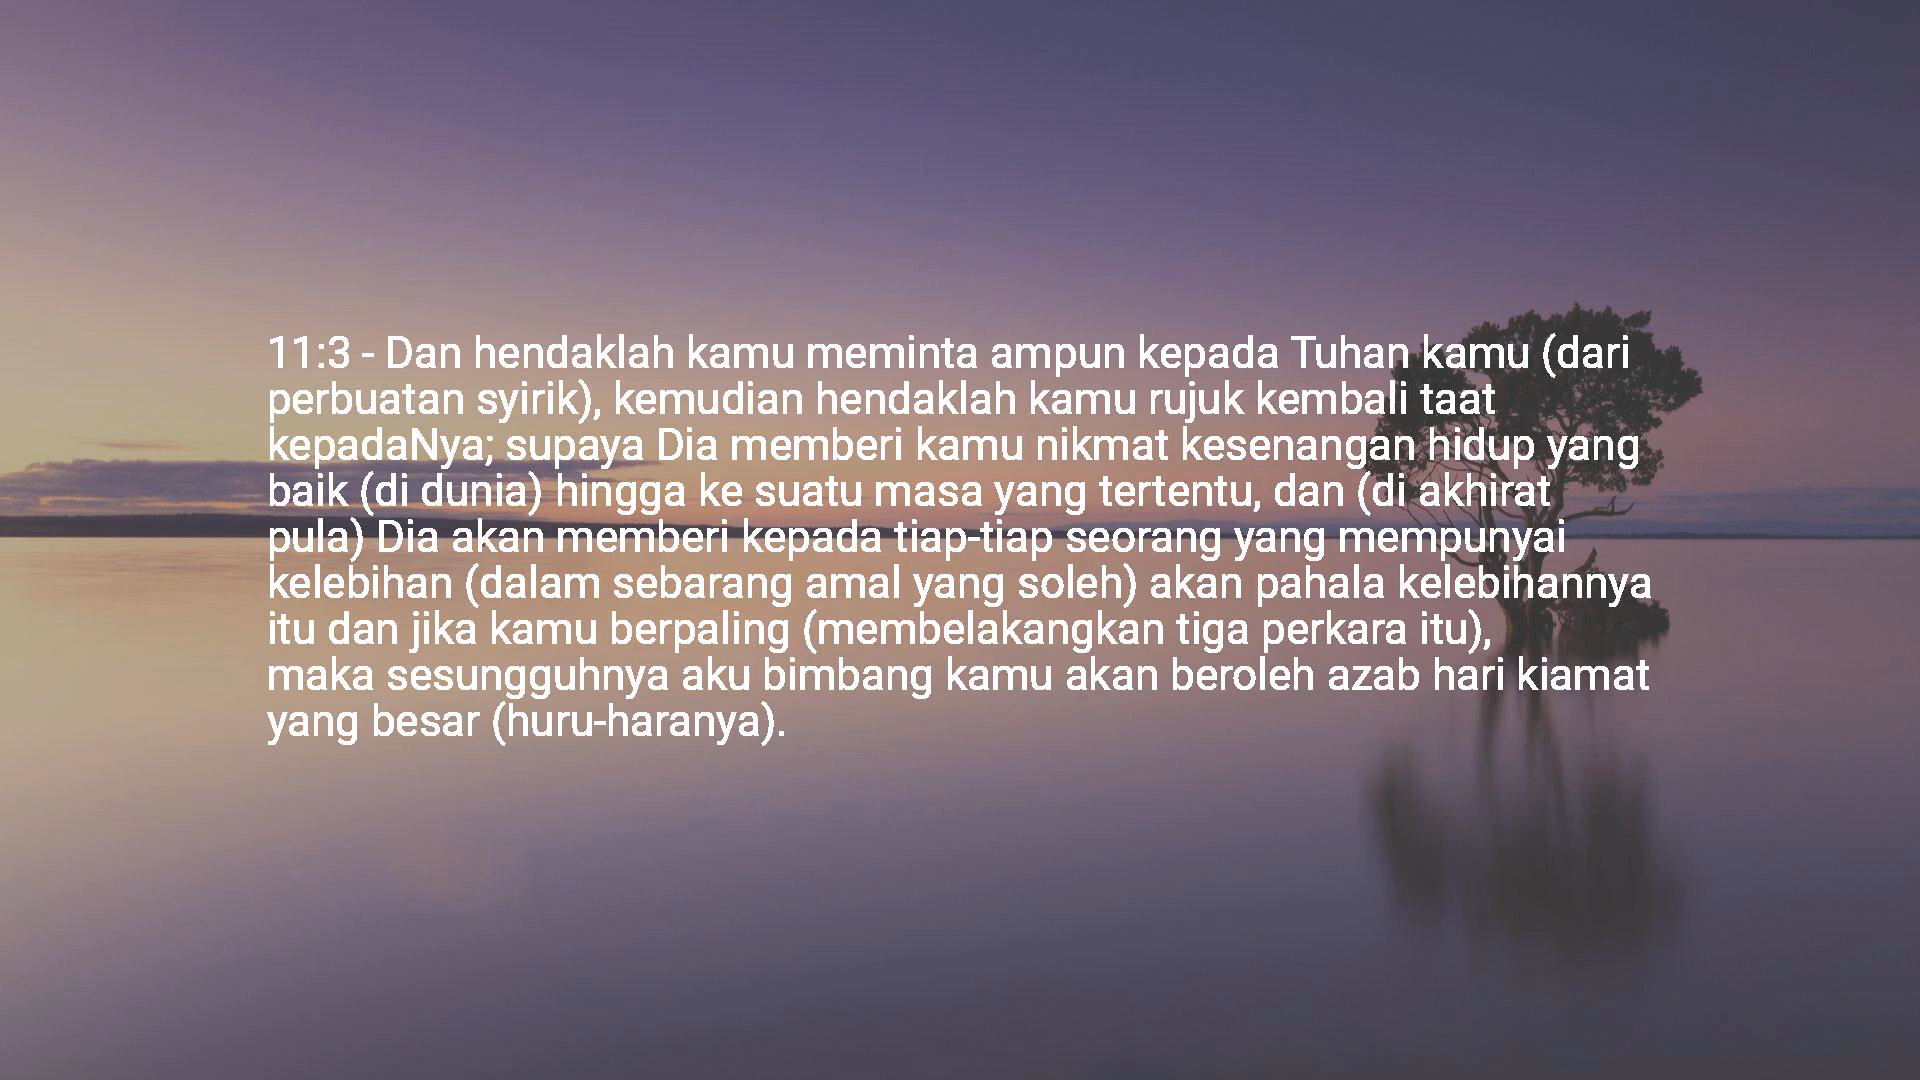 11:3 - Dan hendaklah kamu meminta ampun kepada Tuhan kamu (dari
perbuatan syirik), kemudian hendaklah kamu rujuk kembali taat
kepadaNya; supaya Dia memberi kamu nikmat kesenangan hidup yang
baik (di dunia) hingga ke suatu masa yang tertentu, dan (di akhirat
pula) Dia akan memberi kepada tiap-tiap seorang yang mempunyai
kelebihan (dalam sebarang amal yang soleh) akan pahala kelebihannya
itu dan jika kamu berpaling (membelakangkan tiga perkara itu),
maka sesungguhnya aku bimbang kamu akan beroleh azab hari kiamat
yang besar (huru-haranya).